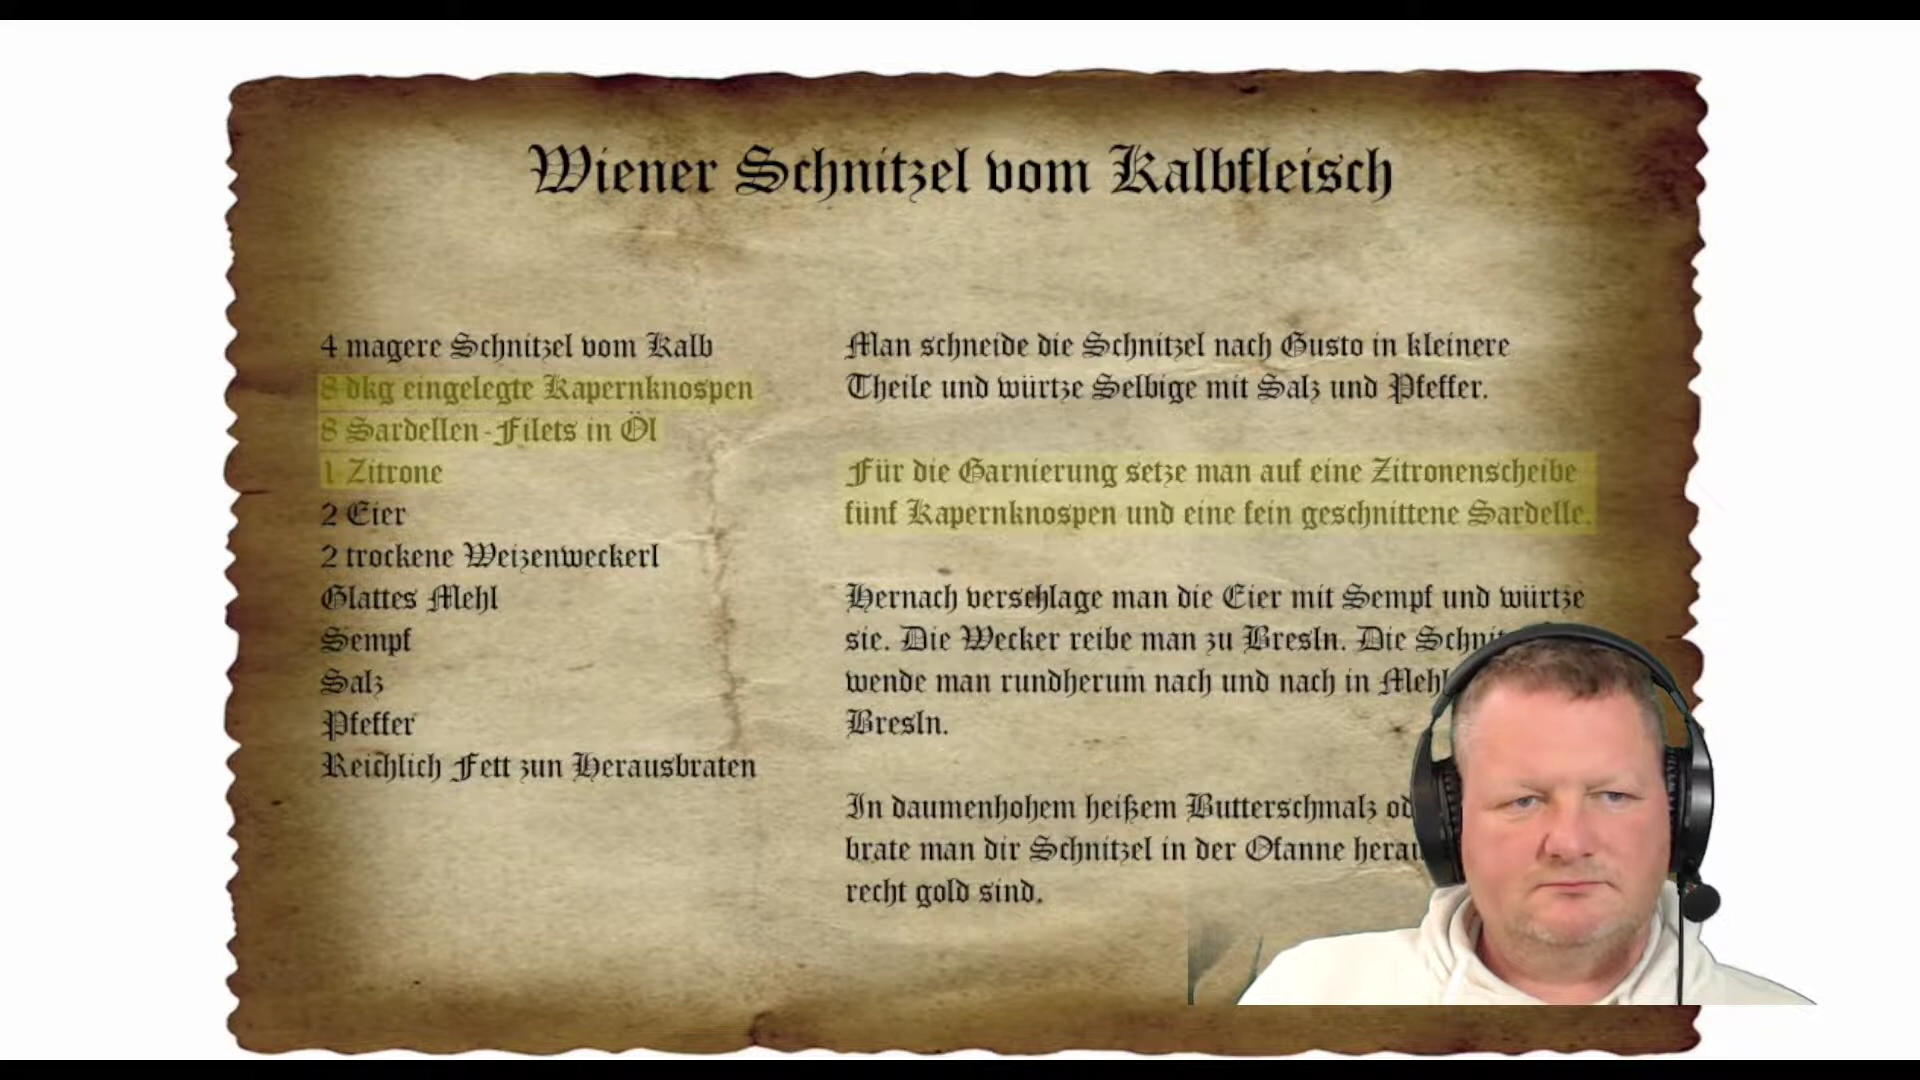 Wiener Schnitzel vom Kalbfleisch
4 magere Schnitzel vom Kalb
8 dkg eingelegte Kapernknospen
8 Sardellen-Filets in Öl
1 Zitrone
2 Eier
2 trockene Weizenweckerl
Glattes Mehl
Sempf
Salz
Pfeffer
Reichlich Fett zun Herausbraten
Man schneide die Schnitzel nach Gusto in kleinere
Theile und würtze Selbige mit Salz und Pfeffer.
Für die Garnierung setze man auf eine Zitronenscheibe
fünf Kapernknospen und eine fein geschnittene Sardelle.
Hernach verschlage man die Eier mit Sempf und würtze
sie. Die Wecker reibe man zu Bresln. Die
wende man rundherum nach und nach in Mehl
Bresln.
In daumenhohem heißem Butterschmalz
brate man dir Schnitzel in der Ofanne
recht gold sind.